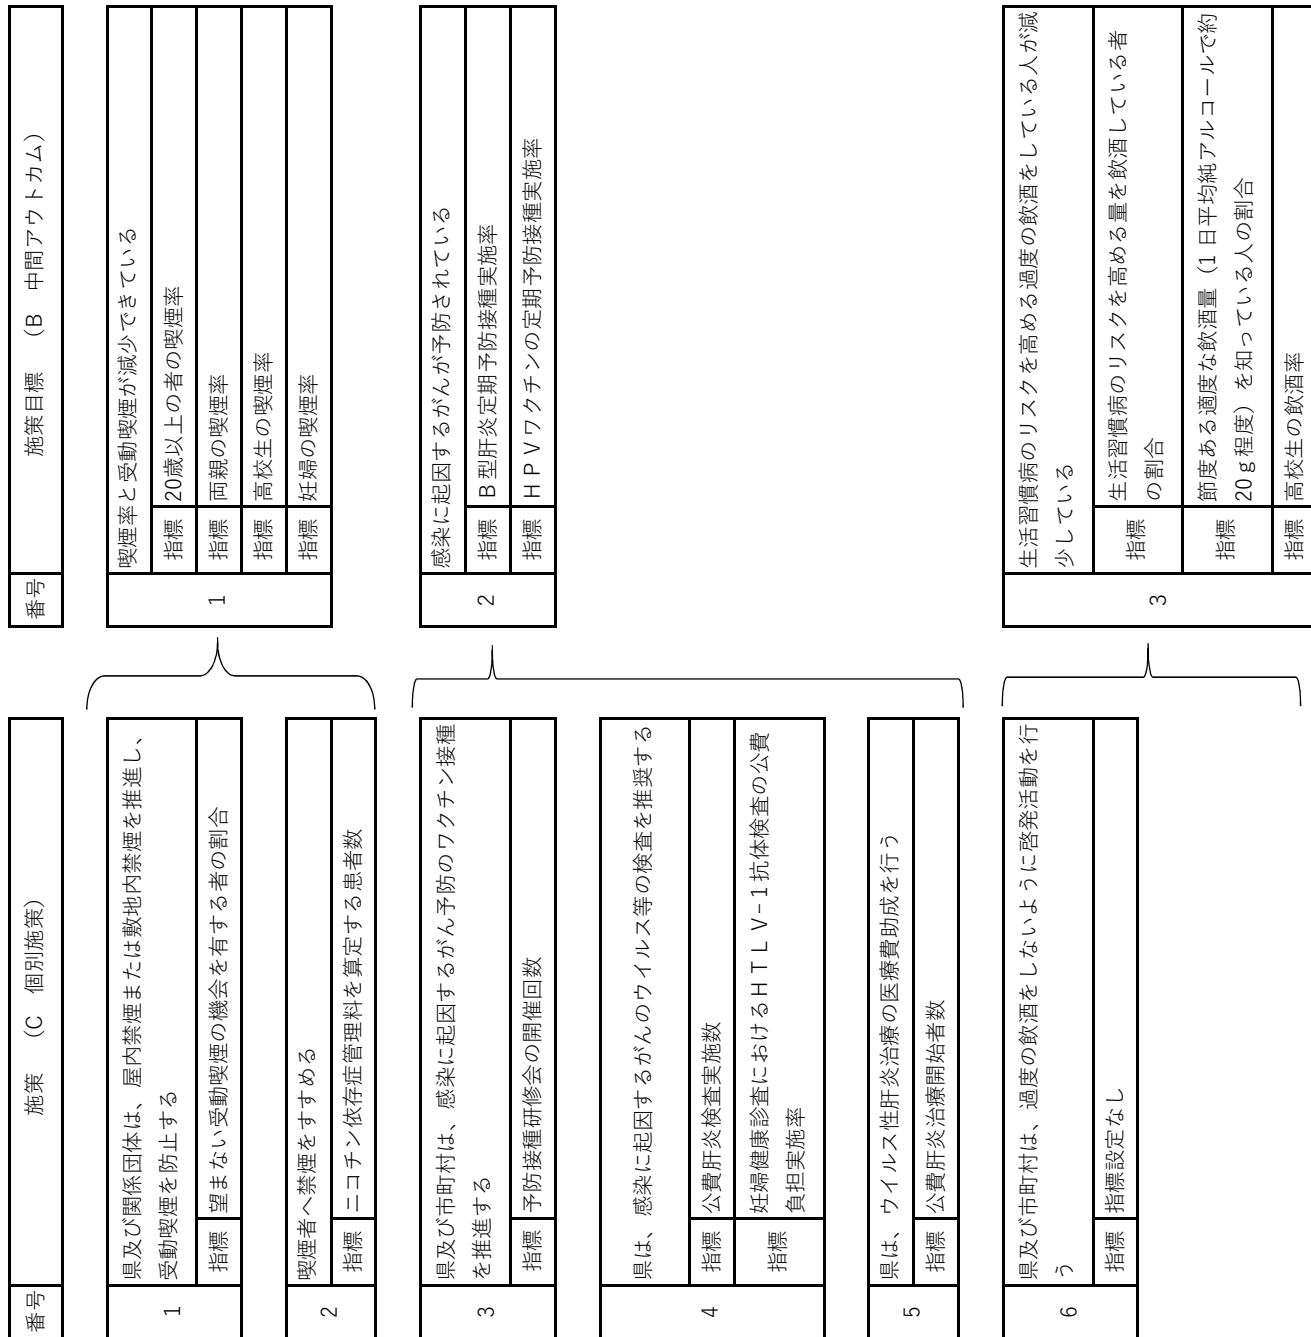 番号
施策 （C 個別施策）
1
県及び関係団体は、屋内禁煙または敷地内禁煙を推進し、
受動喫煙を防止する
指標
望まない受動喫煙の機会を有する者の割合
2
喫煙者へ禁煙をすすめる
指標
ニコチン依存症管理料を算定する患者数
3
県及び市町村は、感染に起因するがん予防のワクチン接種
を推進する
指標
予防接種研修会の開催回数
4
県は、感染に起因するがんのウイルス等の検査を推奨する
指標
公費肝炎検査実施数
指標
妊婦健康診査におけるＨＴＬＶ−１抗体検査の公費
負担実施率
5
県は、ウイルス性肝炎治療の医療費助成を行う
指標
公費肝炎治療開始者数
6
県及び市町村は、過度の飲酒をしないように啓発活動を行
う
指標
指標設定なし
番号
施策目標 （B 中間アウトカム）
1
喫煙率と受動喫煙が減少できている
指標
20歳以上の者の喫煙率
指標
両親の喫煙率
指標
高校生の喫煙率
指標
妊婦の喫煙率
2
感染に起因するがんが予防されている
指標
Ｂ型肝炎定期予防接種実施率
指標
ＨＰＶワクチンの定期予防接種実施率
3
生活習慣病のリスクを高める過度の飲酒をしている人が減
少している
指標
生活習慣病のリスクを高める量を飲酒している者
の割合
指標
節度ある適度な飲酒量（1 日平均純アルコールで約
20ｇ程度）を知っている人の割合
指標
高校生の飲酒率